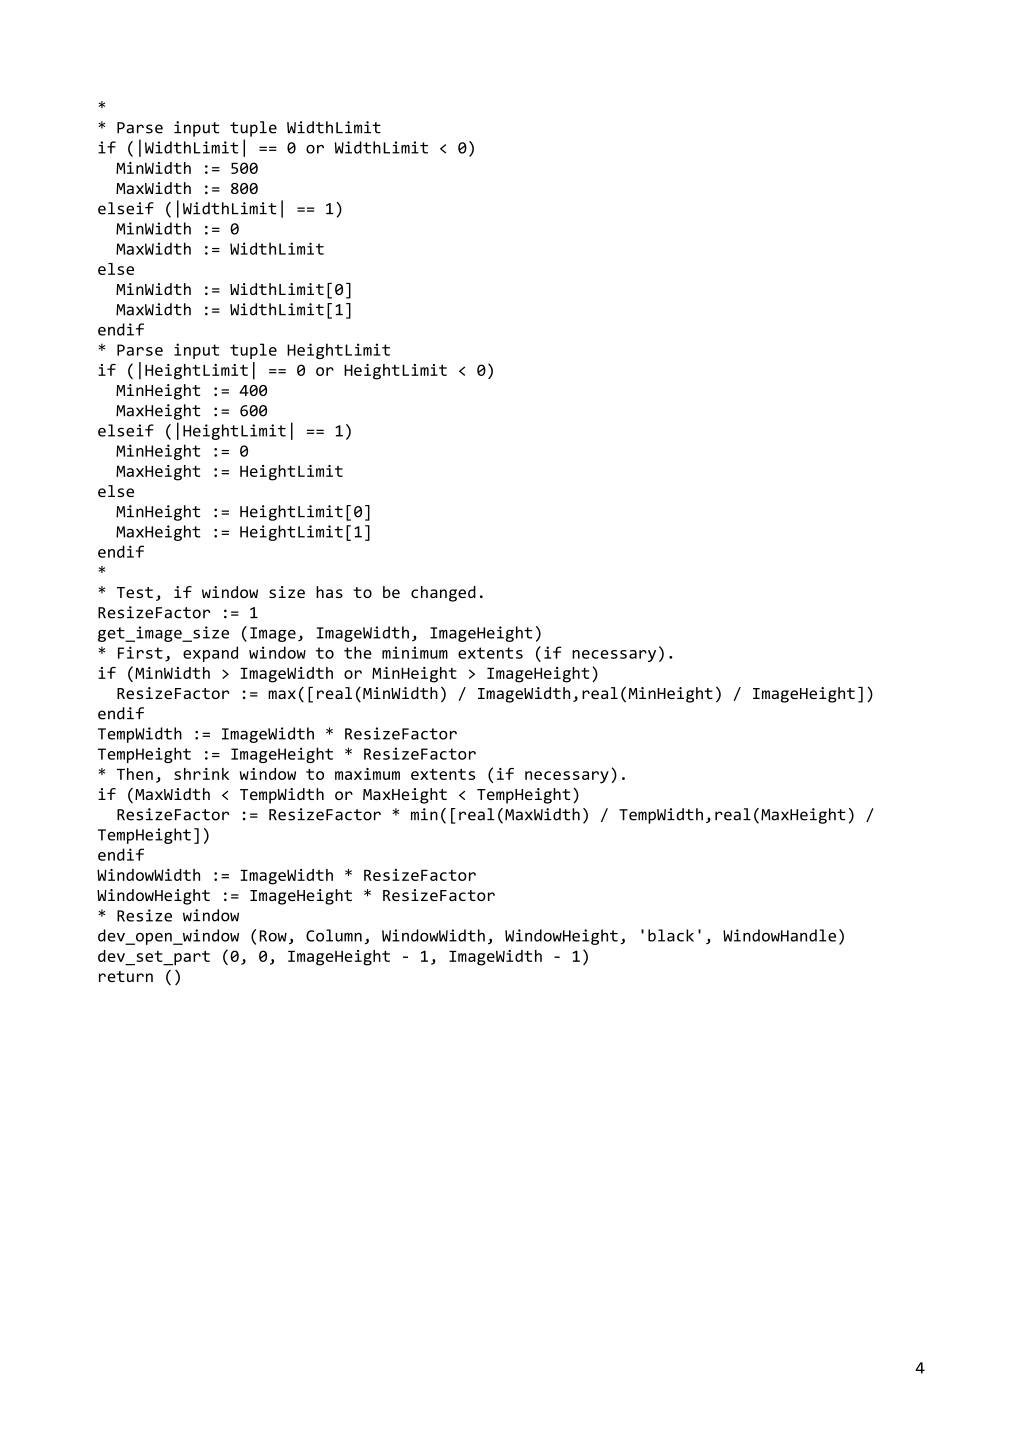 *
* Parse input tuple WidthLimit
if (|WidthLimit| == 0 or WidthLimit < 0)
  MinWidth := 500
  MaxWidth := 800
elseif (|WidthLimit| == 1)
  MinWidth := 0
  MaxWidth := WidthLimit
else
  MinWidth := WidthLimit[0]
  MaxWidth := WidthLimit[1]
endif
* Parse input tuple HeightLimit
if (|HeightLimit| == 0 or HeightLimit < 0)
  MinHeight := 400
  MaxHeight := 600
elseif (|HeightLimit| == 1)
  MinHeight := 0
  MaxHeight := HeightLimit
else
  MinHeight := HeightLimit[0]
  MaxHeight := HeightLimit[1]
endif
*
* Test, if window size has to be changed.
ResizeFactor := 1
get_image_size (Image, ImageWidth, ImageHeight)
* First, expand window to the minimum extents (if necessary).
if (MinWidth > ImageWidth or MinHeight > ImageHeight)
  ResizeFactor := max([real(MinWidth) / ImageWidth,real(MinHeight) / ImageHeight])
endif
TempWidth := ImageWidth * ResizeFactor
TempHeight := ImageHeight * ResizeFactor
* Then, shrink window to maximum extents (if necessary).
if (MaxWidth < TempWidth or MaxHeight < TempHeight)
  ResizeFactor := ResizeFactor * min([real(MaxWidth) / TempWidth,real(MaxHeight) /
TempHeight])
endif
WindowWidth := ImageWidth * ResizeFactor
WindowHeight := ImageHeight * ResizeFactor
* Resize window
dev_open_window (Row, Column, WindowWidth, WindowHeight, 'black', WindowHandle)
dev_set_part (0, 0, ImageHeight - 1, ImageWidth - 1)
return ()
4